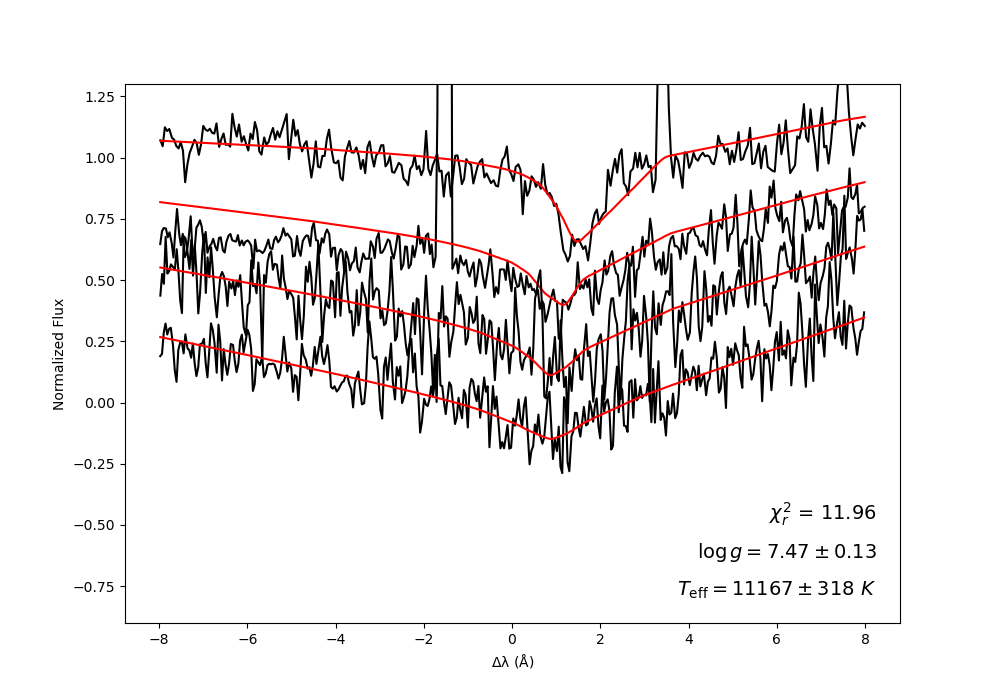 Normalized Flux
1.25
1.00
0.75
0.50
0.25
0.00
−0.25
−0.50
−0.75
χ²ᵣ = 11.96
log g = 7.47 ± 0.13
T_eff = 11167 ± 318 K
−8 −6 −4 −2 0 2 4 6 8
Δλ (Å)